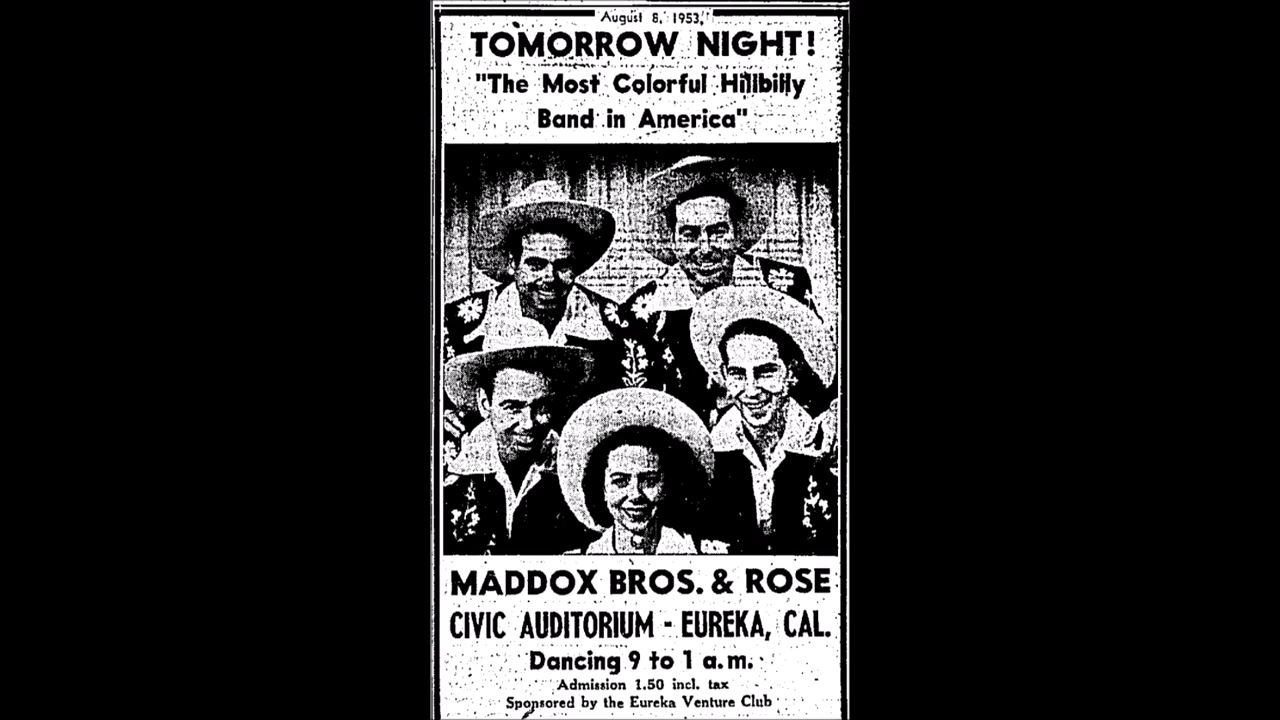 August 8, 1953,
TOMORROW NIGHT!
"The Most Colorful Hillbilly
Band in America"
MADDOX BROS. & ROSE
CIVIC AUDITORIUM - EUREKA, CAL.
Dancing 9 to 1 a.m.
Admission 1.50 incl. tax
Sponsored by the Eureka Venture Club